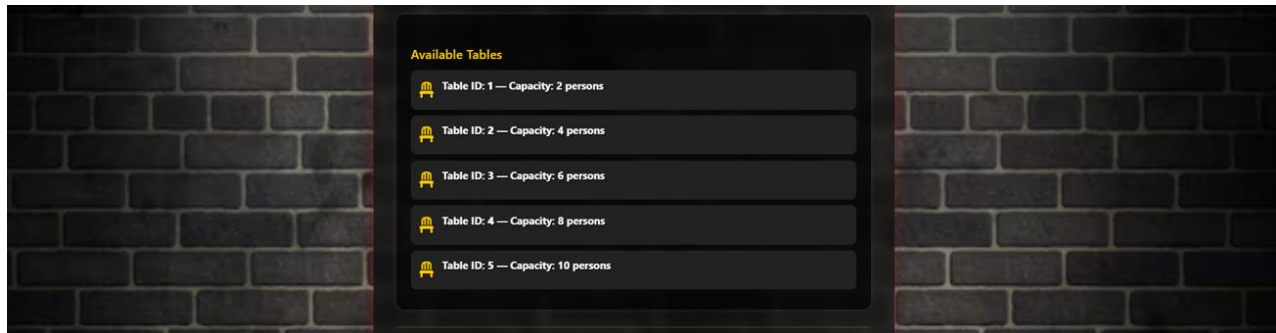 Available Tables
Table ID: 1 — Capacity: 2 persons
Table ID: 2 — Capacity: 4 persons
Table ID: 3 — Capacity: 6 persons
Table ID: 4 — Capacity: 8 persons
Table ID: 5 — Capacity: 10 persons